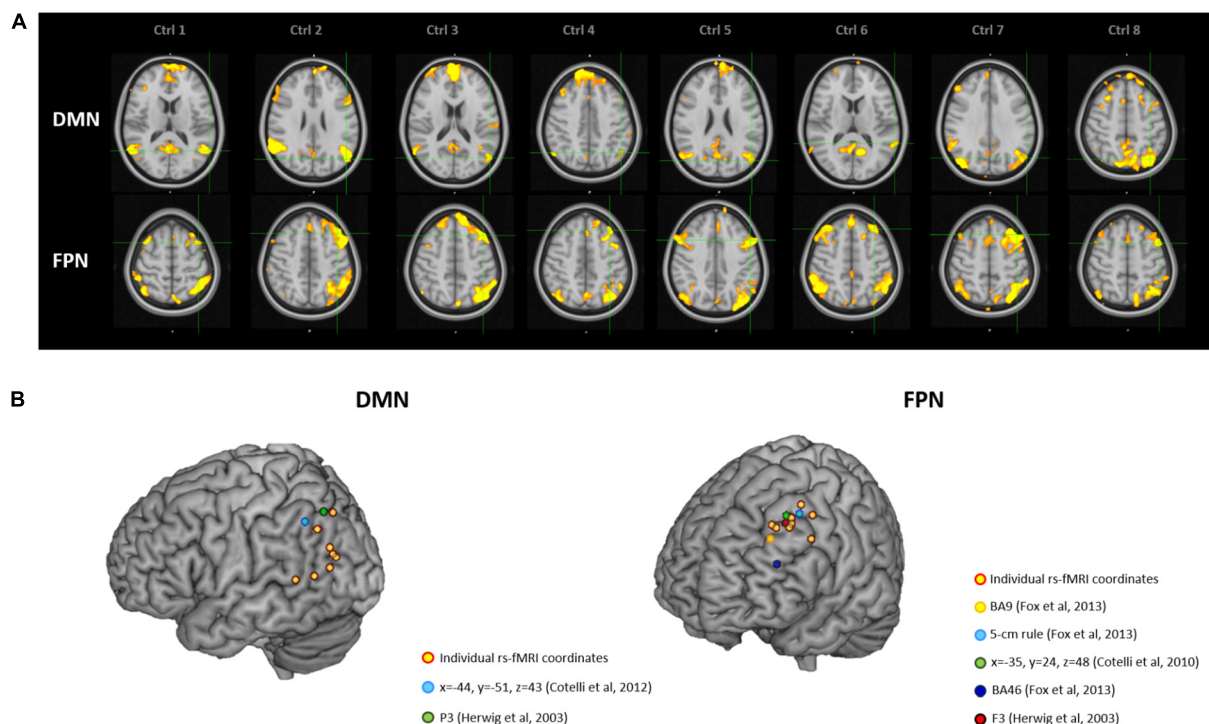 A
Ctrl 1 Ctrl 2 Ctrl 3 Ctrl 4 Ctrl 5 Ctrl 6 Ctrl 7 Ctrl 8
DMN
FPN
B
DMN
FPN
Individual rs-fMRI coordinates
x=-44, y=-51, z=43 (Cotelli et al, 2012)
P3 (Herwig et al, 2003)
Individual rs-fMRI coordinates
BA9 (Fox et al, 2013)
5-cm rule (Fox et al, 2013)
x=-35, y=24, z=48 (Cotelli et al, 2010)
BA46 (Fox et al, 2013)
F3 (Herwig et al, 2003)